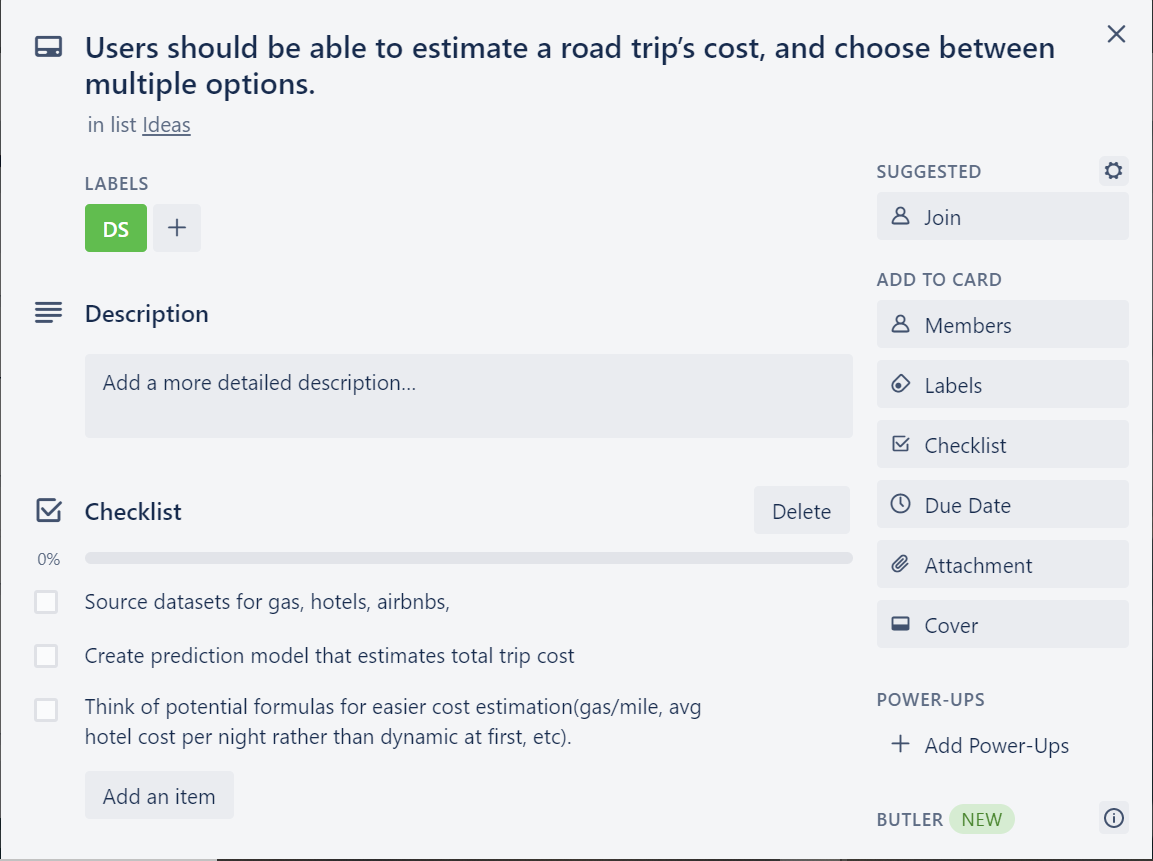 Users should be able to estimate a road trip’s cost, and choose between
multiple options.
in list Ideas
LABELS
DS
Description
Add a more detailed description...
Checklist
Delete
0%
Source datasets for gas, hotels, airbnbs,
Create prediction model that estimates total trip cost
Think of potential formulas for easier cost estimation(gas/mile, avg
hotel cost per night rather than dynamic at first, etc).
Add an item
SUGGESTED
Join
ADD TO CARD
Members
Labels
Checklist
Due Date
Attachment
Cover
POWER-UPS
Add Power-Ups
BUTLER NEW